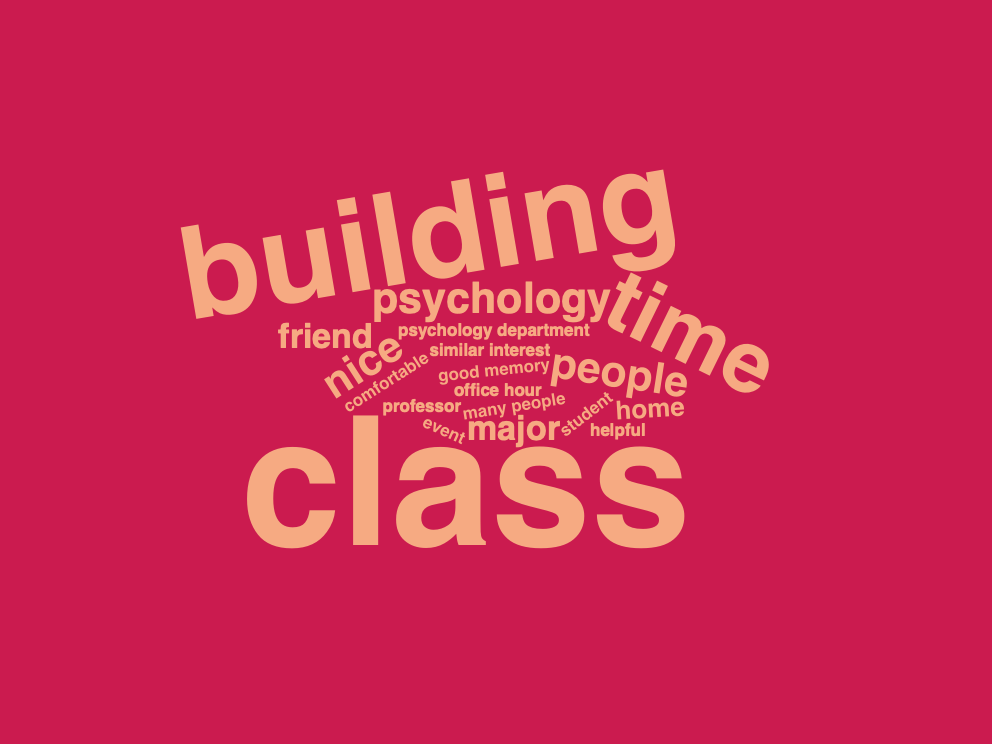 building
psychology
time
friend
psychology department
nice
similar interest
comfortable
good memory
people
office hour
professor
many people
student
home
event
major
helpful
class